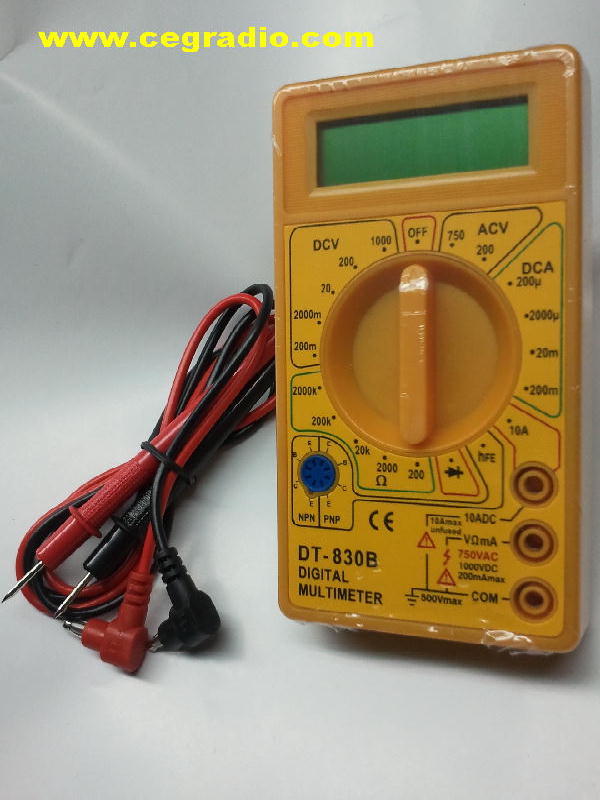 www.cegradio.com
OFF
DCV
1000
200
20
2000m
200m
750
200
ACV
DCA
200µ
2000µ
20m
200m
10A
hFE
2000k
200k
20k
2000
200
Ω
E
E
B
B
C
C
E
E
NPN
PNP
CE
10ADC
10Amax
unfused
VΩmA
750VAC
1000VDC
200mAmax
COM
500Vmax
DT-830B
DIGITAL
MULTIMETER